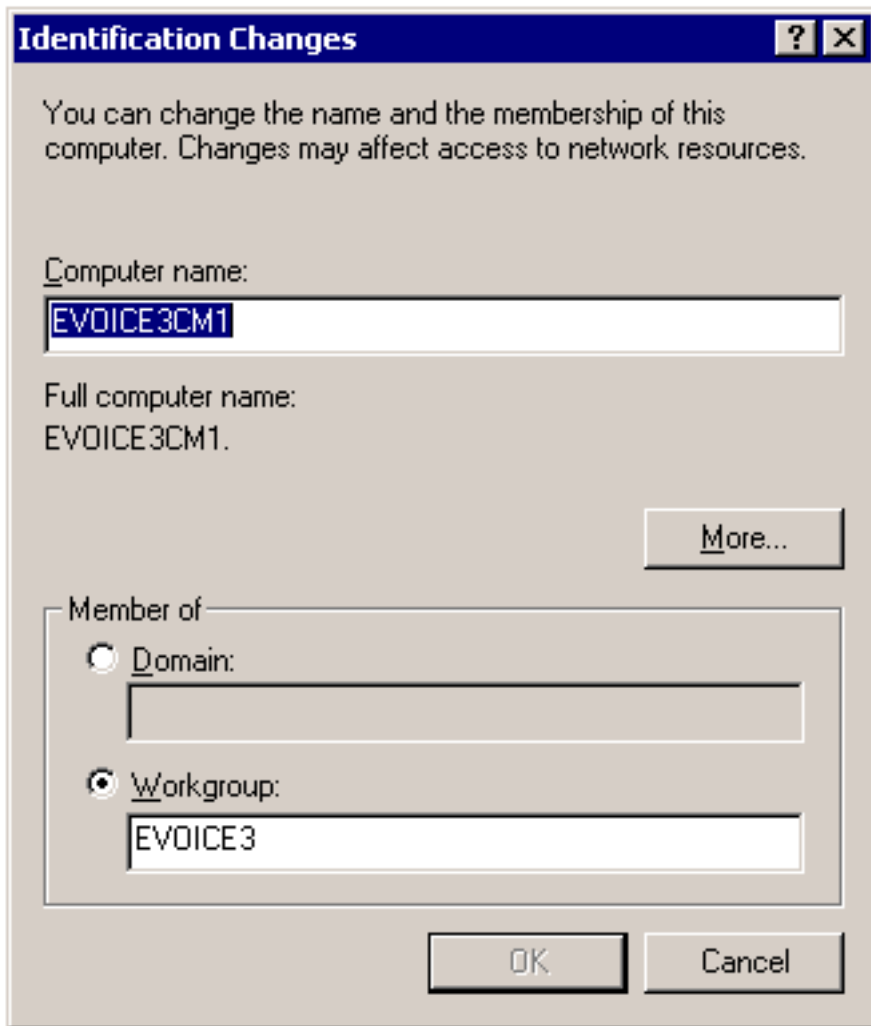 Identification Changes
You can change the name and the membership of this
computer. Changes may affect access to network resources.
Computer name:
EVOICE3CM1
Full computer name:
EVOICE3CM1.
More...
Member of
Domain:
Workgroup:
EVOICE3
OK Cancel